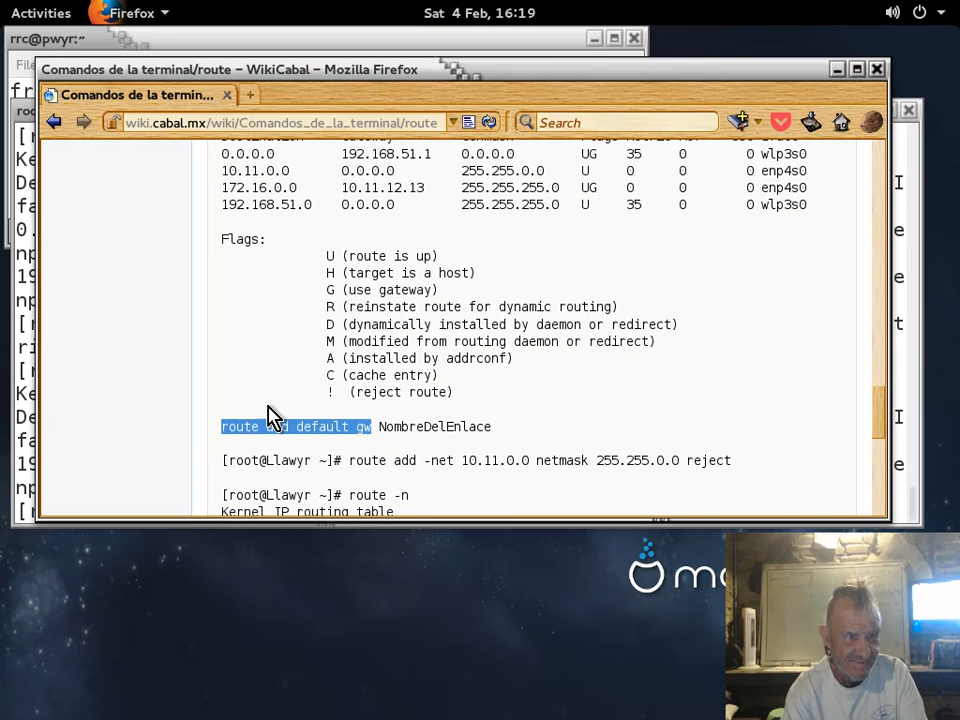 Activities Firefox Sat 4 Feb, 16:19
rrc@pwyr:~
Comandos de la terminal/route – WikiCabal – Mozilla Firefox
Comandos de la termin...
wiki.cabal.mx/wiki/Comandos_de_la_terminal/route Search
0.0.0.0 192.168.51.1 0.0.0.0 UG 35 0 0 wlp3s0
10.11.0.0 0.0.0.0 255.255.0.0 U 0 0 0 enp4s0
172.16.0.0 10.11.12.13 255.255.255.0 UG 0 0 0 enp4s0
192.168.51.0 0.0.0.0 255.255.255.0 U 35 0 0 wlp3s0
Flags:
U (route is up)
H (target is a host)
G (use gateway)
R (reinstate route for dynamic routing)
D (dynamically installed by daemon or redirect)
M (modified from routing daemon or redirect)
A (installed by addrconf)
C (cache entry)
! (reject route)
route add default gw NombreDelEnlace
[root@Llawyr ~]# route add -net 10.11.0.0 netmask 255.255.0.0 reject
[root@Llawyr ~]# route -n
Kernel IP routing table